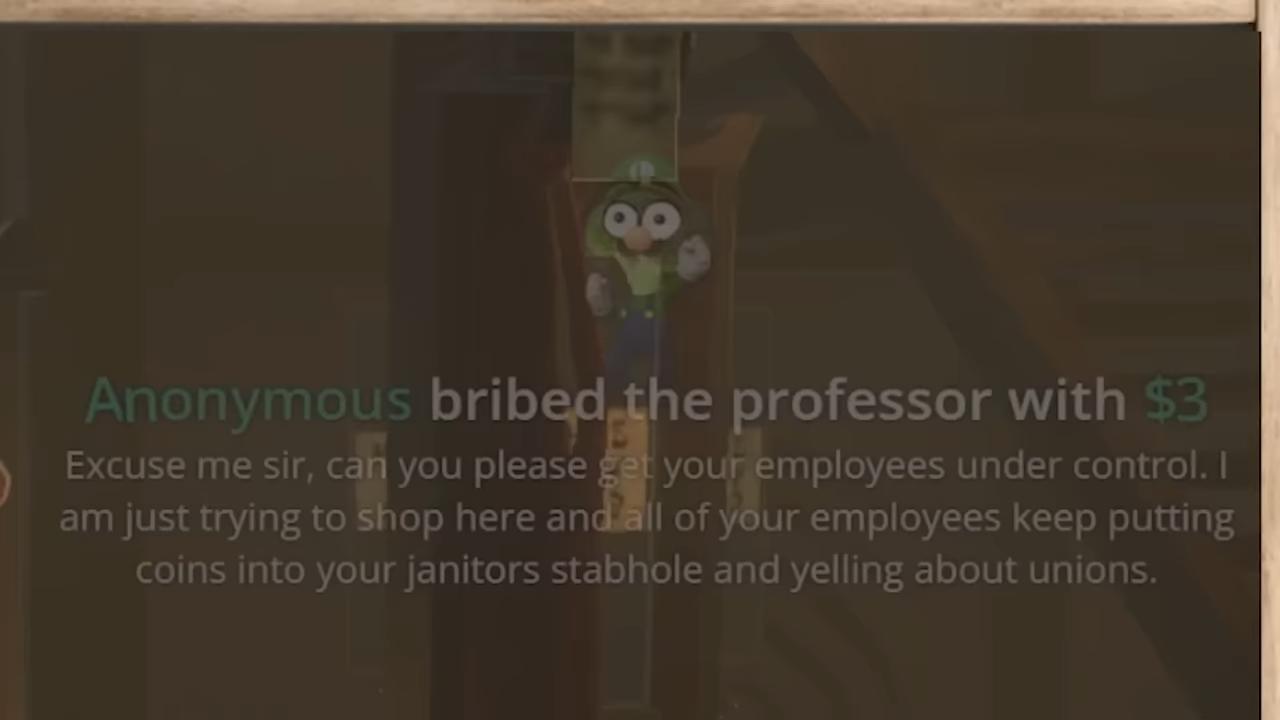 Anonymous bribed the professor with $3
Excuse me sir, can you please get your employees under control. I
am just trying to shop here and all of your employees keep putting
coins into your janitors stabhole and yelling about unions.